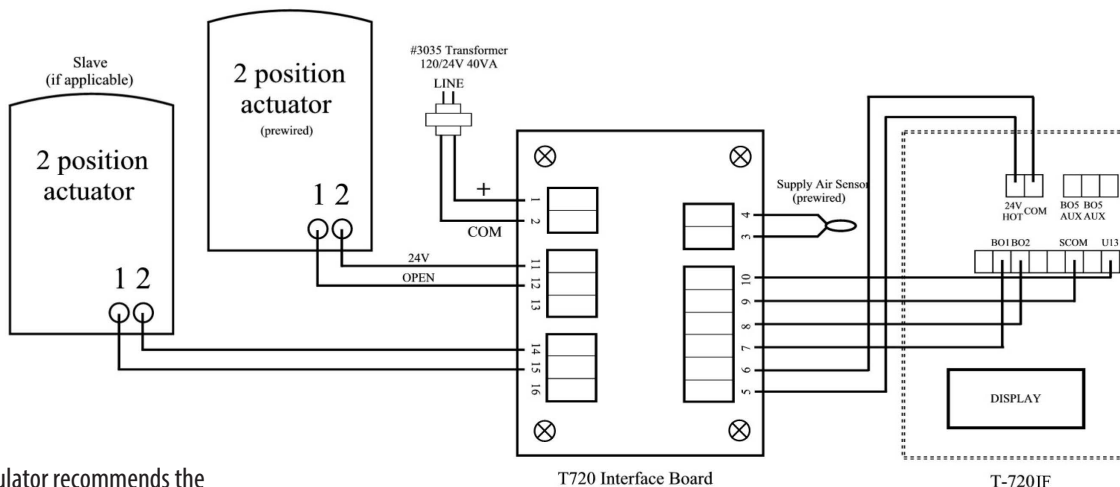 Slave
(if applicable)
2 position
actuator
1 2
2 position
actuator
(prewired)
1 2
#3035 Transformer
120/24V 40VA
LINE
+
COM
24V
OPEN
1
2
11
12
13
14
15
16
4
3
10
9
8
7
6
5
Supply Air Sensor
(prewired)
24V
HOT
COM
BO5
AUX
BO5
AUX
BO1
BO2
SCOM
U13
DISPLAY
T720 Interface Board
T-720IF
ulator recommends the